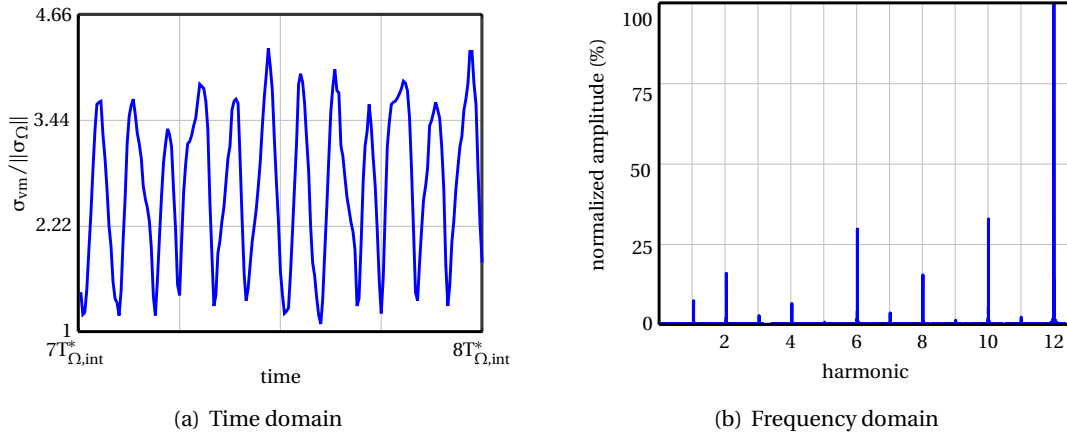 4.66
3.44
2.22
1
σvm/||σΩ||
7T*Ω,int
8T*Ω,int
time
(a) Time domain
100
75
50
25
0
normalized amplitude (%)
2 4 6 8 10 12
harmonic
(b) Frequency domain